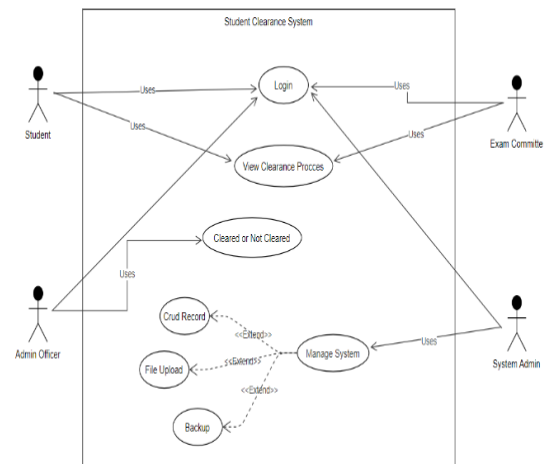 Student Clearance System
Login
Uses
Uses
Student
Exam Committe
Uses
Uses
View Clearance Procces
Cleared or Not Cleared
Uses
Admin Officer
System Admin
Crud Record
<<Extend>>
Manage System
Uses
File Upload
<<Extend>>
<<Extend>>
Backup